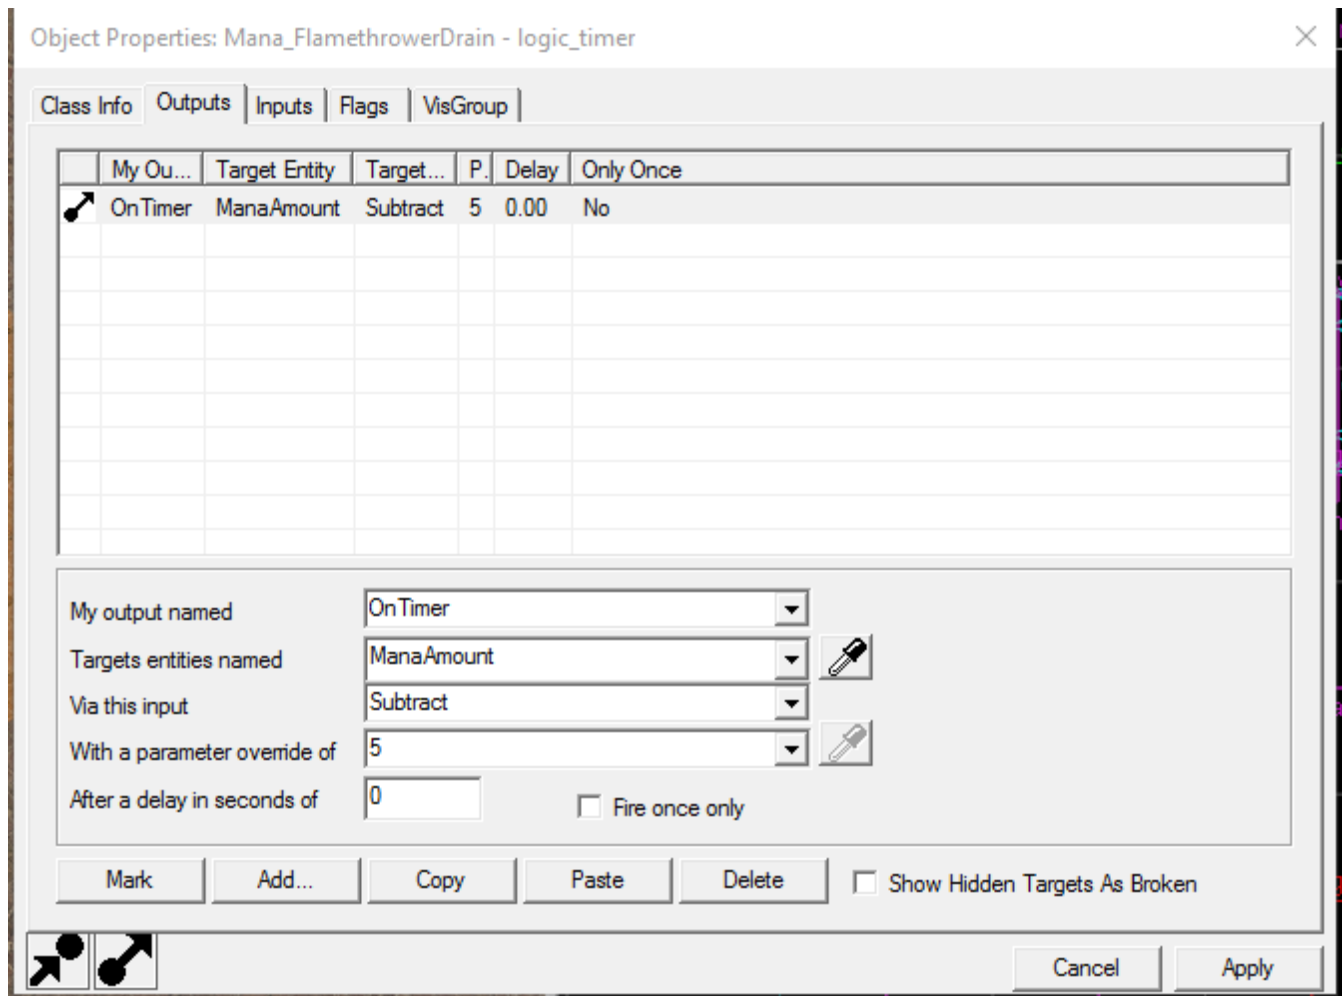 Object Properties: Mana_FlamethrowerDrain - logic_timer
Class Info Outputs Inputs Flags VisGroup
My Ou... Target Entity Target... P. Delay Only Once
OnTimer ManaAmount Subtract 5 0.00 No
My output named OnTimer
Targets entities named ManaAmount
Via this input Subtract
With a parameter override of 5
After a delay in seconds of 0 Fire once only
Mark Add... Copy Paste Delete Show Hidden Targets As Broken
Cancel Apply